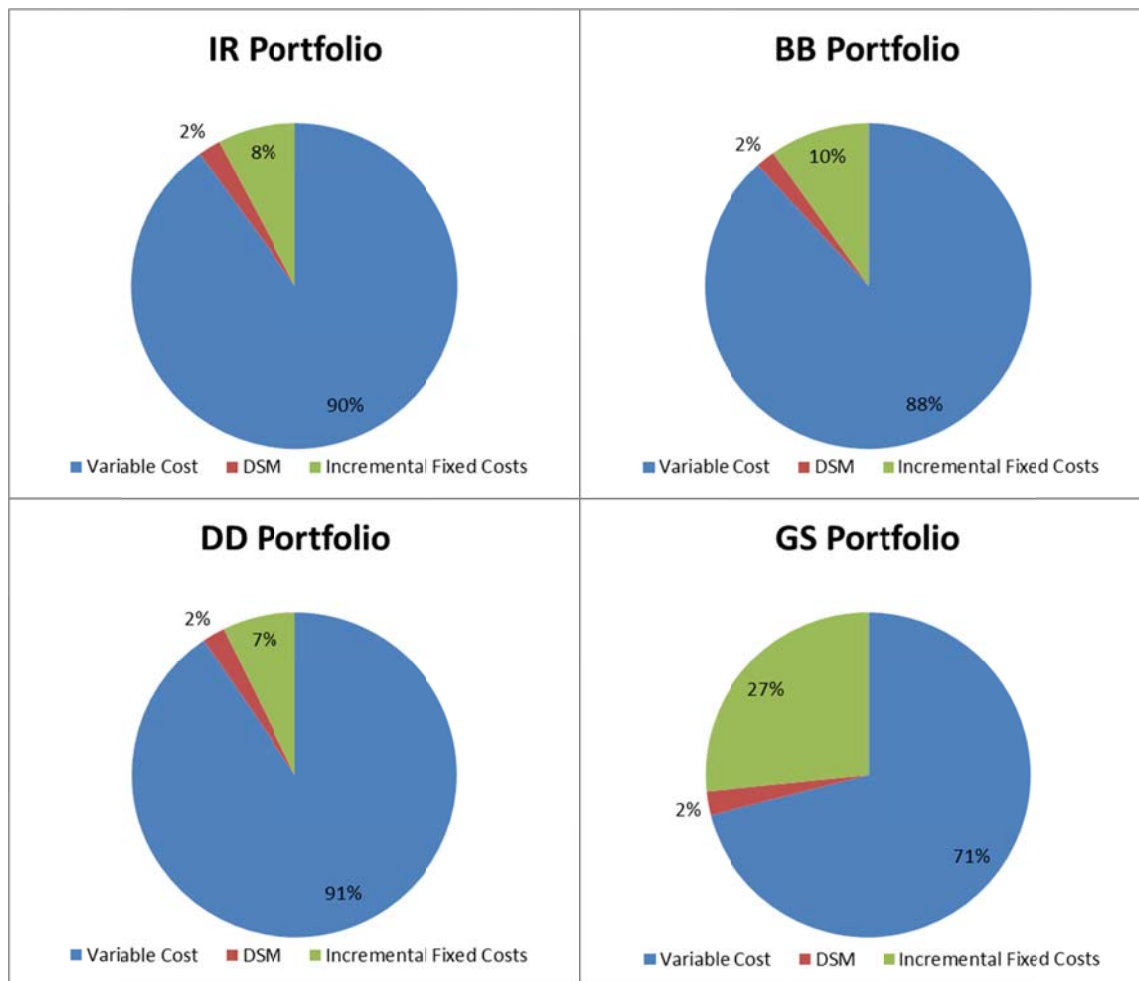 IR Portfolio
2%
8%
90%
Variable Cost DSM Incremental Fixed Costs
BB Portfolio
2%
10%
88%
Variable Cost DSM Incremental Fixed Costs
DD Portfolio
2%
7%
91%
Variable Cost DSM Incremental Fixed Costs
GS Portfolio
27%
2%
71%
Variable Cost DSM Incremental Fixed Costs